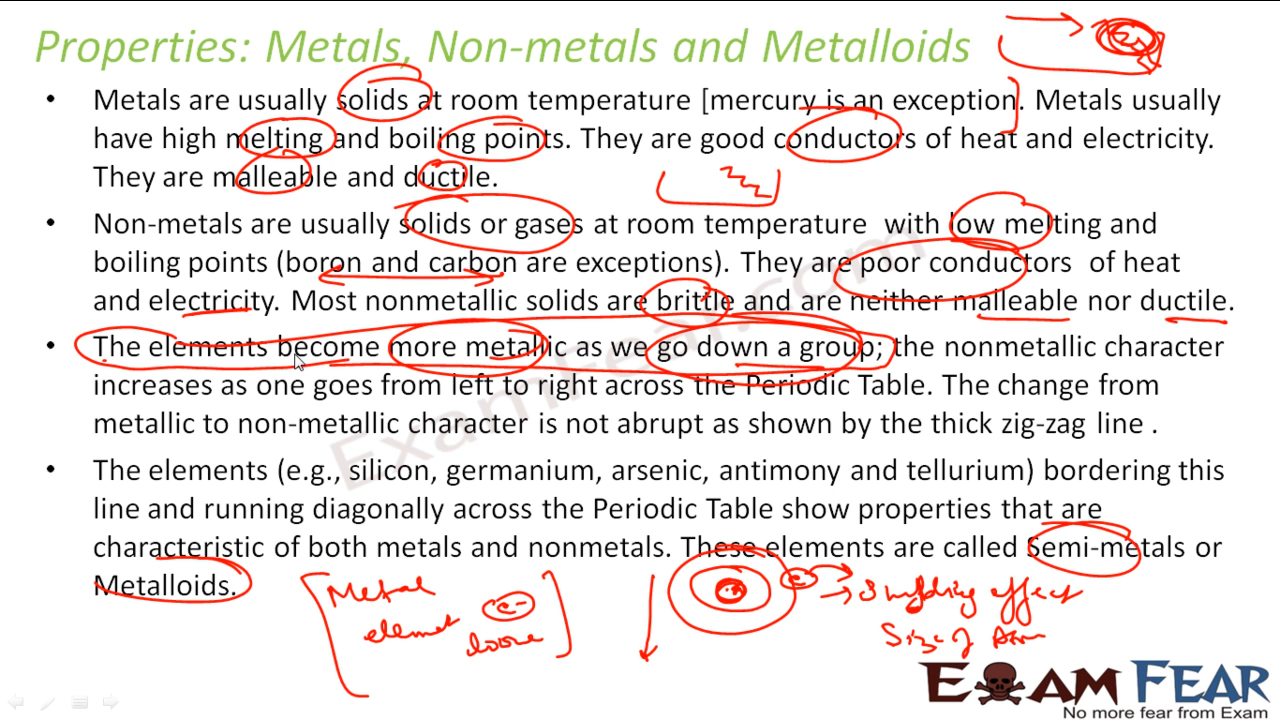 Properties: Metals, Non-metals and Metalloids
• Metals are usually solids at room temperature [mercury is an exception]. Metals usually
have high melting and boiling points. They are good conductors of heat and electricity.
They are malleable and ductile.
• Non-metals are usually solids or gases at room temperature with low melting and
boiling points (boron and carbon are exceptions). They are poor conductors of heat
and electricity. Most nonmetallic solids are brittle and are neither malleable nor ductile.
• The elements become more metallic as we go down a group; the nonmetallic character
increases as one goes from left to right across the Periodic Table. The change from
metallic to non-metallic character is not abrupt as shown by the thick zig-zag line .
• The elements (e.g., silicon, germanium, arsenic, antimony and tellurium) bordering this
line and running diagonally across the Periodic Table show properties that are
characteristic of both metals and nonmetals. These elements are called Semi-metals or
Metalloids.
Metal
elemet e-
loose
e- → effect
Size of Atom
ExamFear.com
EXAM FEAR
No more fear from Exam